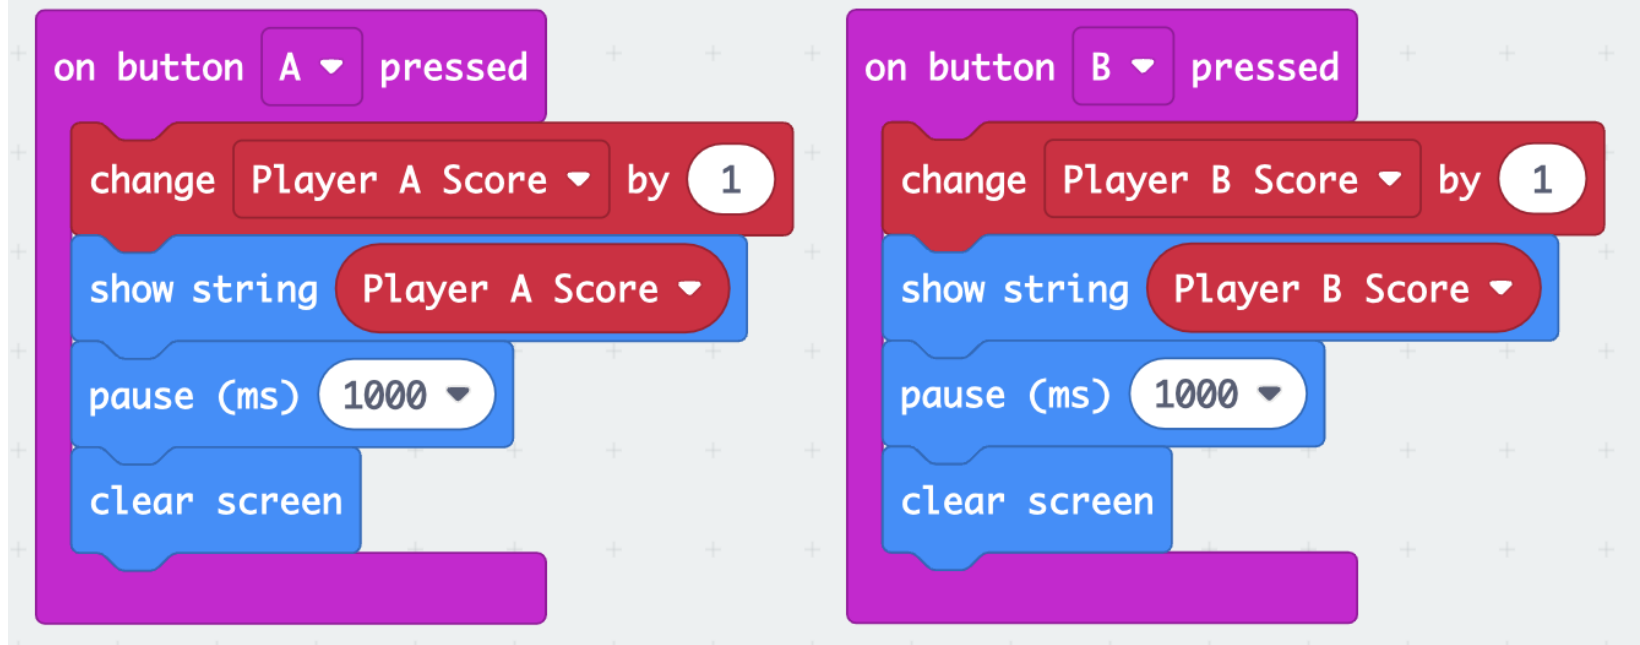 on button A pressed
change Player A Score by 1
show string Player A Score
pause (ms) 1000
clear screen
on button B pressed
change Player B Score by 1
show string Player B Score
pause (ms) 1000
clear screen